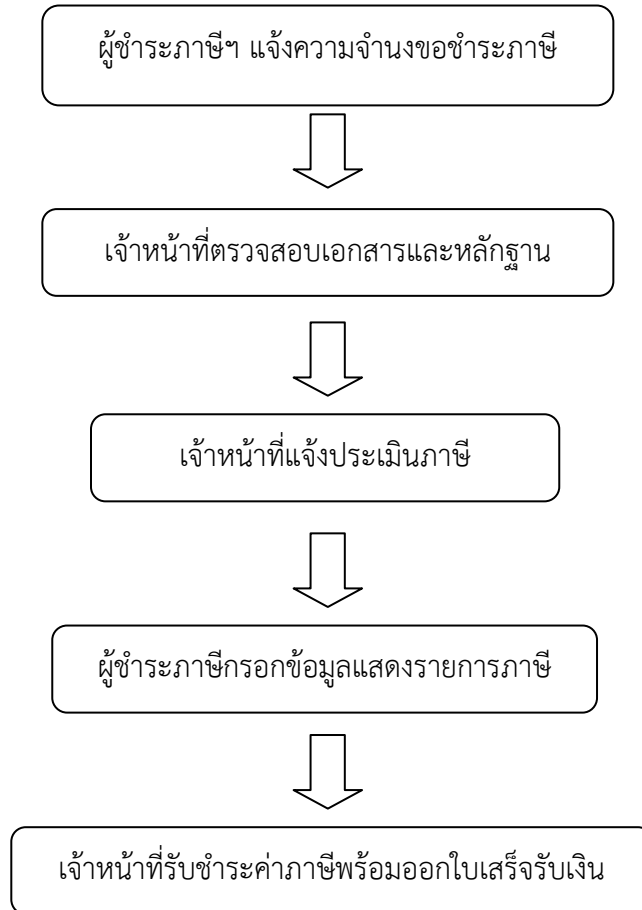 ผู้ชำระภาษีฯ แจ้งความจำนงขอชำระภาษี
เจ้าหน้าที่ตรวจสอบเอกสารและหลักฐาน
เจ้าหน้าที่แจ้งประเมินภาษี
ผู้ชำระภาษีกรอกข้อมูลแสดงรายการภาษี
เจ้าหน้าที่รับชำระค่าภาษีพร้อมออกใบเสร็จรับเงิน